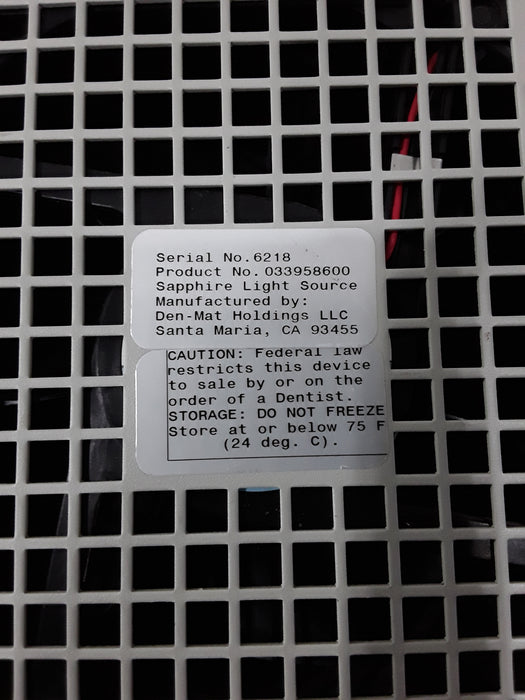 Serial No. 6218
Product No. 033958600
Sapphire Light Source
Manufactured by:
Den-Mat Holdings LLC
Santa Maria, CA 93455
CAUTION: Federal law
restricts this device
to sale by or on the
order of a Dentist.
STORAGE: DO NOT FREEZE
Store at or below 75 F
(24 deg. C).